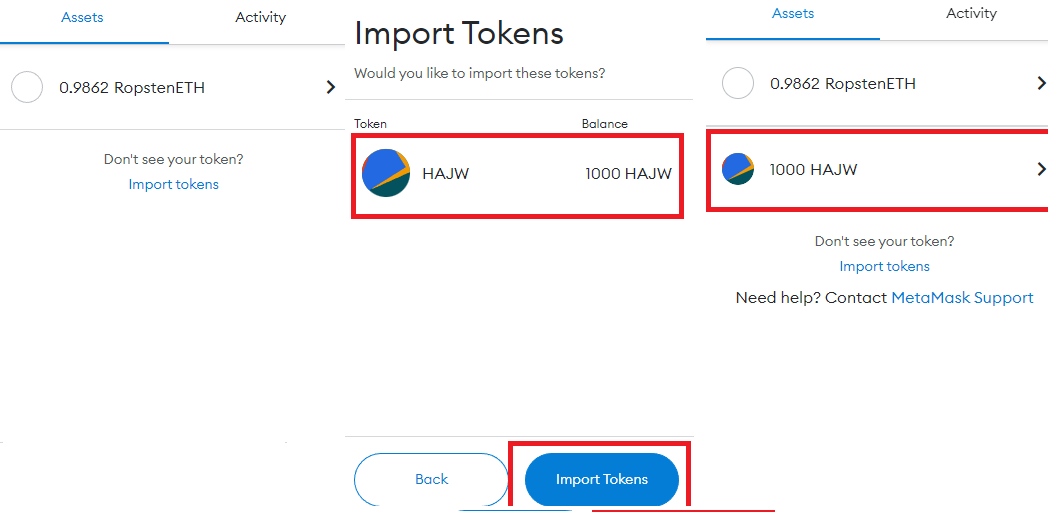 Assets Activity
0.9862 RopstenETH
Don't see your token?
Import tokens
Import Tokens
Would you like to import these tokens?
Token Balance
HAJW 1000 HAJW
Back Import Tokens
Assets Activity
0.9862 RopstenETH
1000 HAJW
Don't see your token?
Import tokens
Need help? Contact MetaMask Support